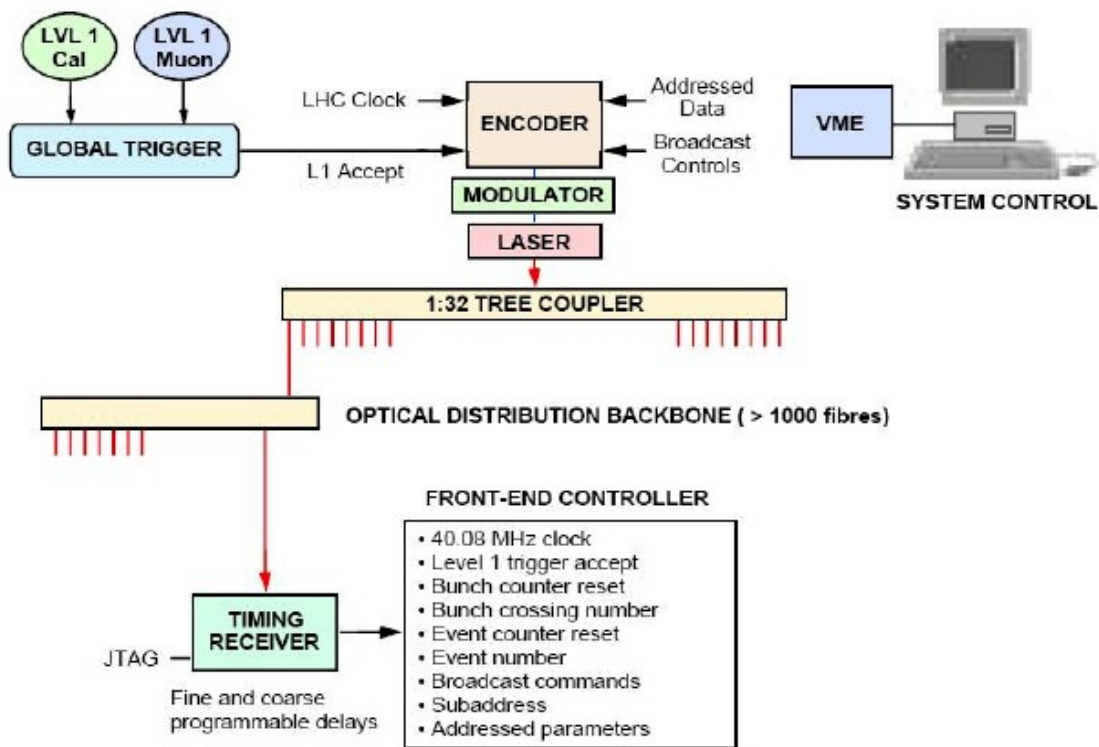 LVL 1
Cal
LVL 1
Muon
GLOBAL TRIGGER
LHC Clock
L1 Accept
ENCODER
Addressed
Data
Broadcast
Controls
VME
SYSTEM CONTROL
MODULATOR
LASER
1:32 TREE COUPLER
OPTICAL DISTRIBUTION BACKBONE ( > 1000 fibres)
FRONT-END CONTROLLER
• 40.08 MHz clock
• Level 1 trigger accept
• Bunch counter reset
• Bunch crossing number
• Event counter reset
• Event number
• Broadcast commands
• Subaddress
• Addressed parameters
TIMING
RECEIVER
JTAG
Fine and coarse
programmable delays